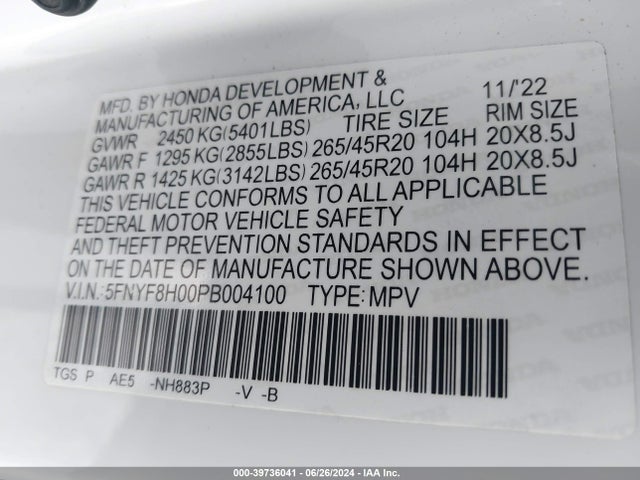 MFD. BY HONDA DEVELOPMENT &
MANUFACTURING OF AMERICA, LLC 11/'22
GVWR 2450 KG(5401LBS) TIRE SIZE RIM SIZE
GAWR F 1295 KG(2855LBS) 265/45R20 104H 20X8.5J
GAWR R 1425 KG(3142LBS) 265/45R20 104H 20X8.5J
THIS VEHICLE CONFORMS TO ALL APPLICABLE
FEDERAL MOTOR VEHICLE SAFETY
AND THEFT PREVENTION STANDARDS IN EFFECT
ON THE DATE OF MANUFACTURE SHOWN ABOVE.
V.I.N.:5FNYF8H00PB004100 TYPE:MPV
TGS P AE5 -NH883P -V -B
000-39736041 - 06/26/2024 - IAA Inc.